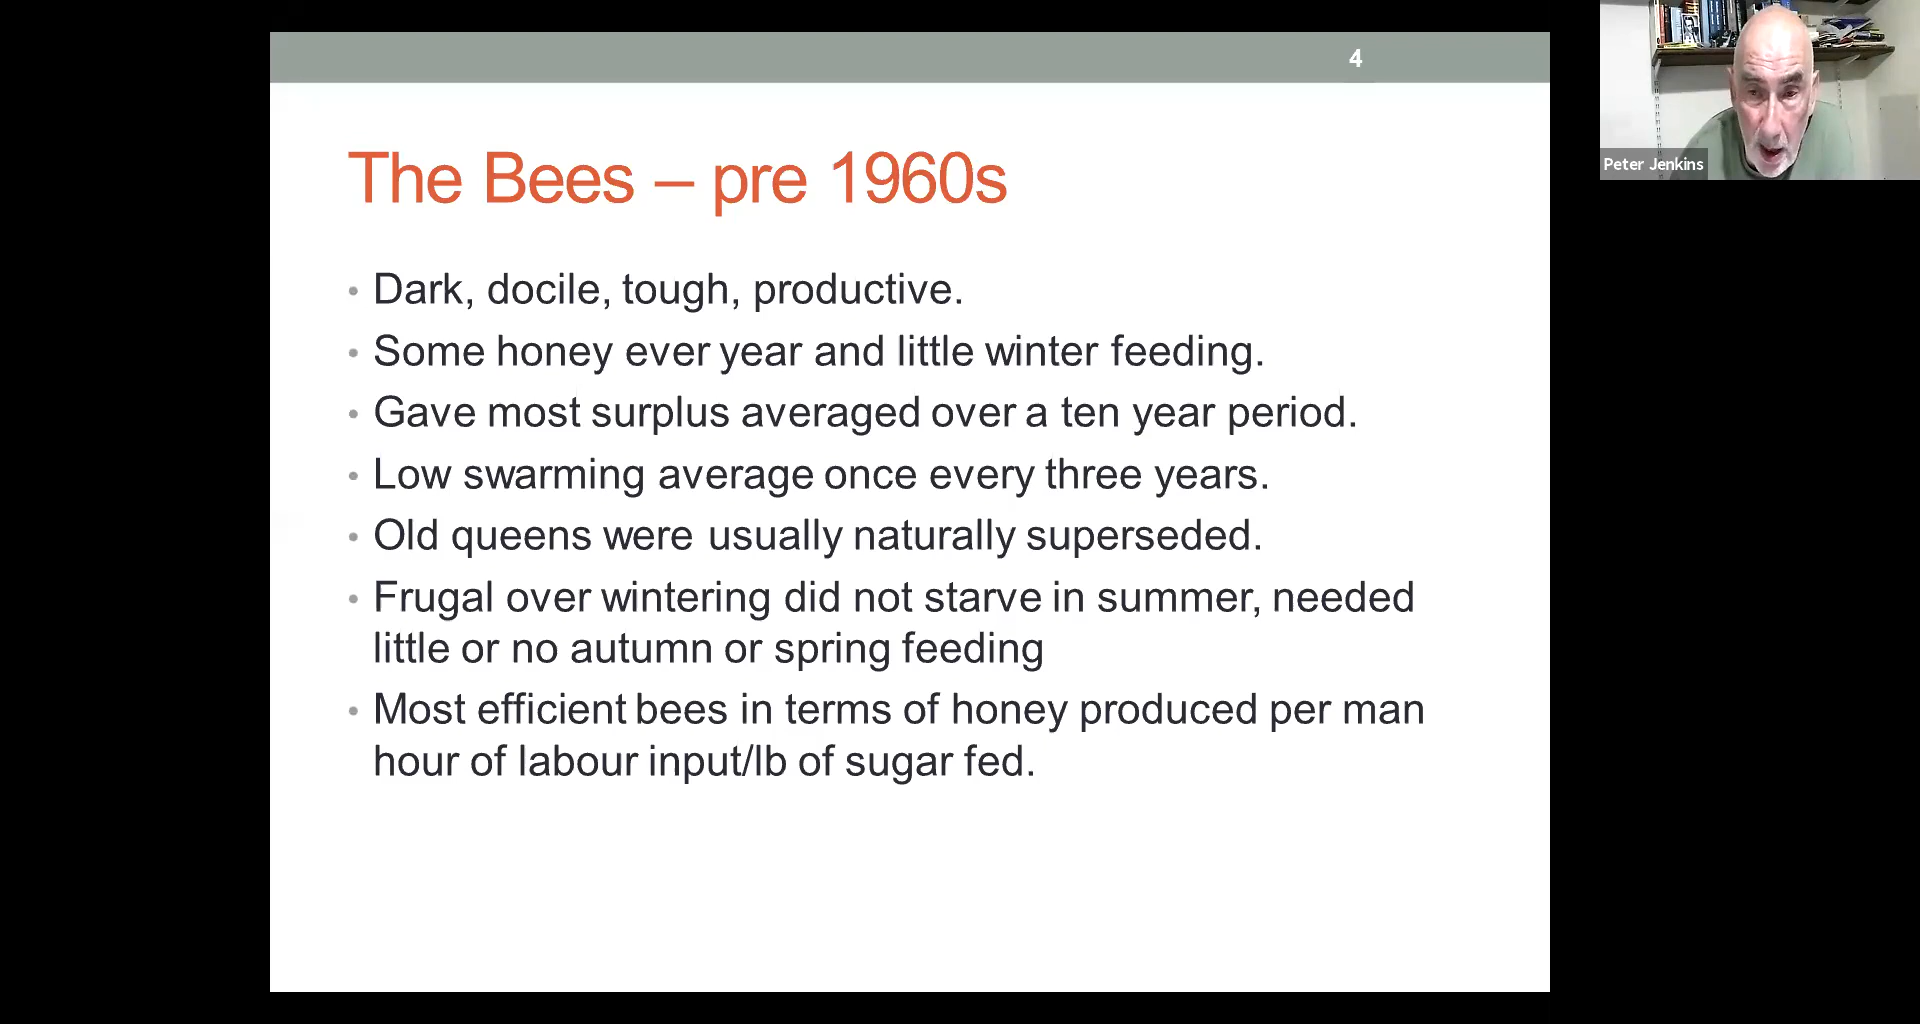 4
The Bees – pre 1960s
• Dark, docile, tough, productive.
• Some honey ever year and little winter feeding.
• Gave most surplus averaged over a ten year period.
• Low swarming average once every three years.
• Old queens were usually naturally superseded.
• Frugal over wintering did not starve in summer, needed
little or no autumn or spring feeding
• Most efficient bees in terms of honey produced per man
hour of labour input/lb of sugar fed.
Peter Jenkins